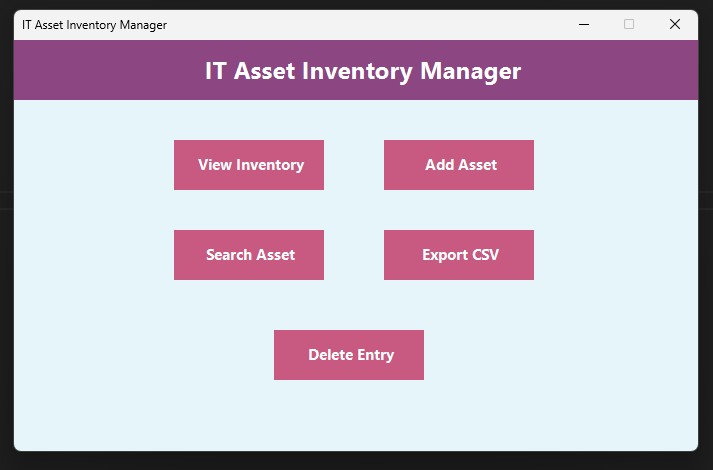 IT Asset Inventory Manager
IT Asset Inventory Manager
View Inventory
Add Asset
Search Asset
Export CSV
Delete Entry